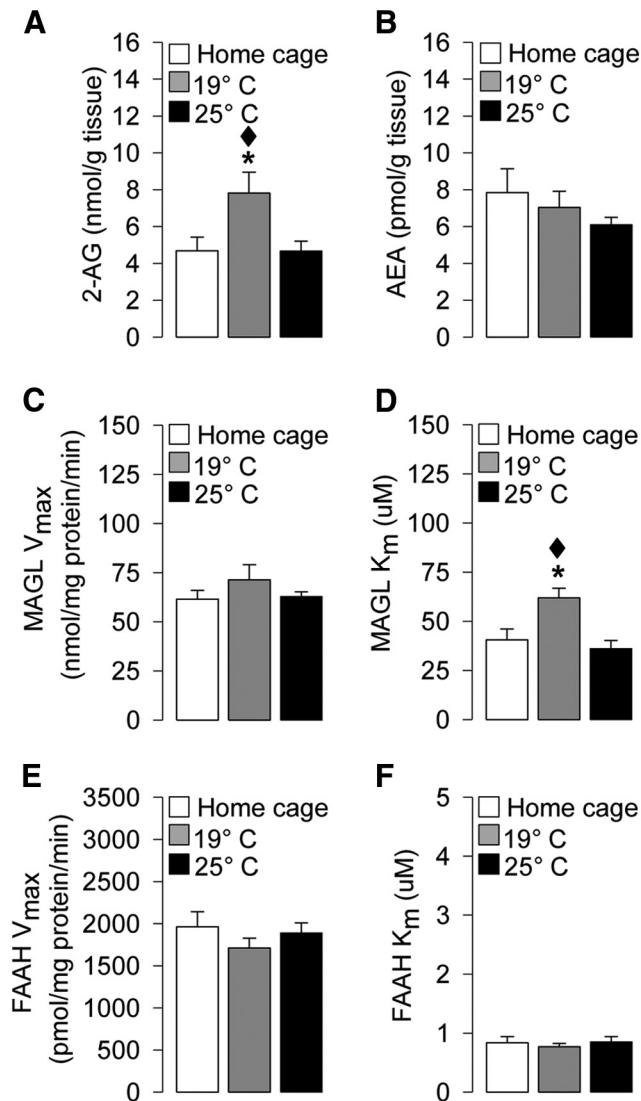 A
2-AG (nmol/g tissue)
16
14
12
10
8
6
4
2
0
Home cage
19° C
25° C
♦
*
B
AEA (pmol/g tissue)
16
14
12
10
8
6
4
2
0
Home cage
19° C
25° C
C
MAGL Vmax
(nmol/mg protein/min)
150
125
100
75
50
25
0
Home cage
19° C
25° C
D
MAGL Km (uM)
150
125
100
75
50
25
0
Home cage
19° C
25° C
♦
*
E
FAAH Vmax
(pmol/mg protein/min)
3500
3000
2500
2000
1500
1000
500
0
Home cage
19° C
25° C
F
FAAH Km (uM)
5
4
3
2
1
0
Home cage
19° C
25° C